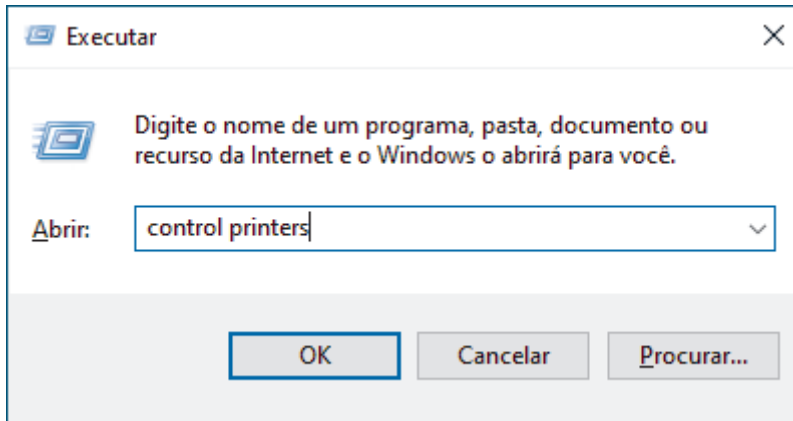 Executar
Digite o nome de um programa, pasta, documento ou
recurso da Internet e o Windows o abrirá para você.
Abrir: control printers
OK Cancelar Procurar...